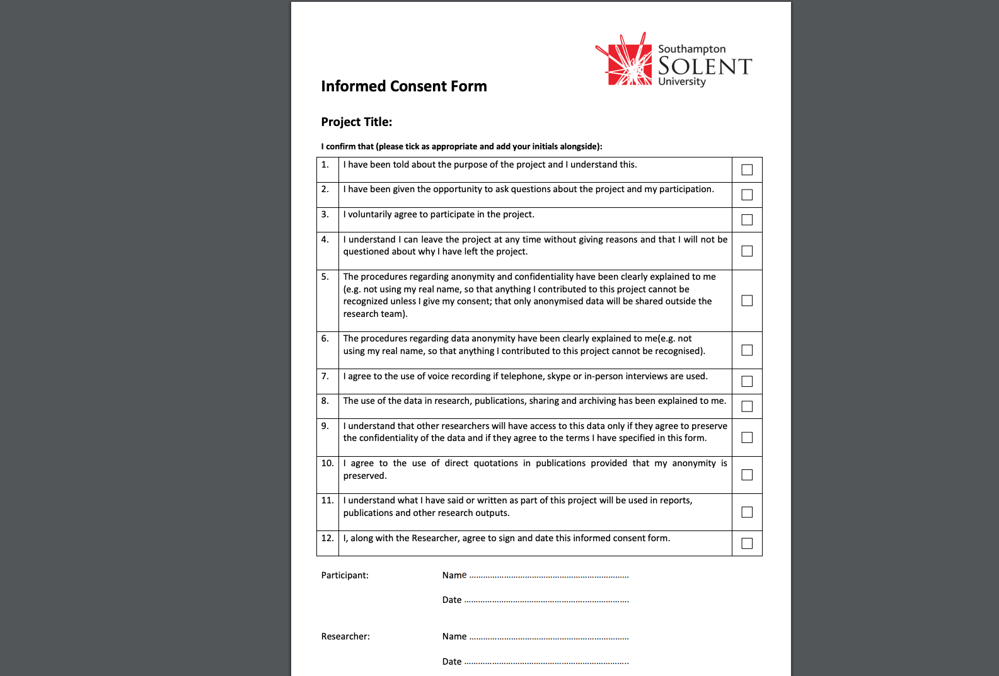 Southampton
SOLENT
University
Informed Consent Form
Project Title:
I confirm that (please tick as appropriate and add your initials alongside):
1. I have been told about the purpose of the project and I understand this.
2. I have been given the opportunity to ask questions about the project and my participation.
3. I voluntarily agree to participate in the project.
4. I understand I can leave the project at any time without giving reasons and that I will not be
questioned about why I have left the project.
5. The procedures regarding anonymity and confidentiality have been clearly explained to me
(e.g. not using my real name, so that anything I contributed to this project cannot be
recognized unless I give my consent; that only anonymised data will be shared outside the
research team).
6. The procedures regarding data anonymity have been clearly explained to me(e.g. not
using my real name, so that anything I contributed to this project cannot be recognised).
7. I agree to the use of voice recording if telephone, skype or in-person interviews are used.
8. The use of the data in research, publications, sharing and archiving has been explained to me.
9. I understand that other researchers will have access to this data only if they agree to preserve
the confidentiality of the data and if they agree to the terms I have specified in this form.
10. I agree to the use of direct quotations in publications provided that my anonymity is
preserved.
11. I understand what I have said or written as part of this project will be used in reports,
publications and other research outputs.
12. I, along with the Researcher, agree to sign and date this informed consent form.
Participant: Name ……………………………………………………………
Date ……………………………………………………………….
Researcher: Name ……………………………………………………………
Date ………………………………………………………………..